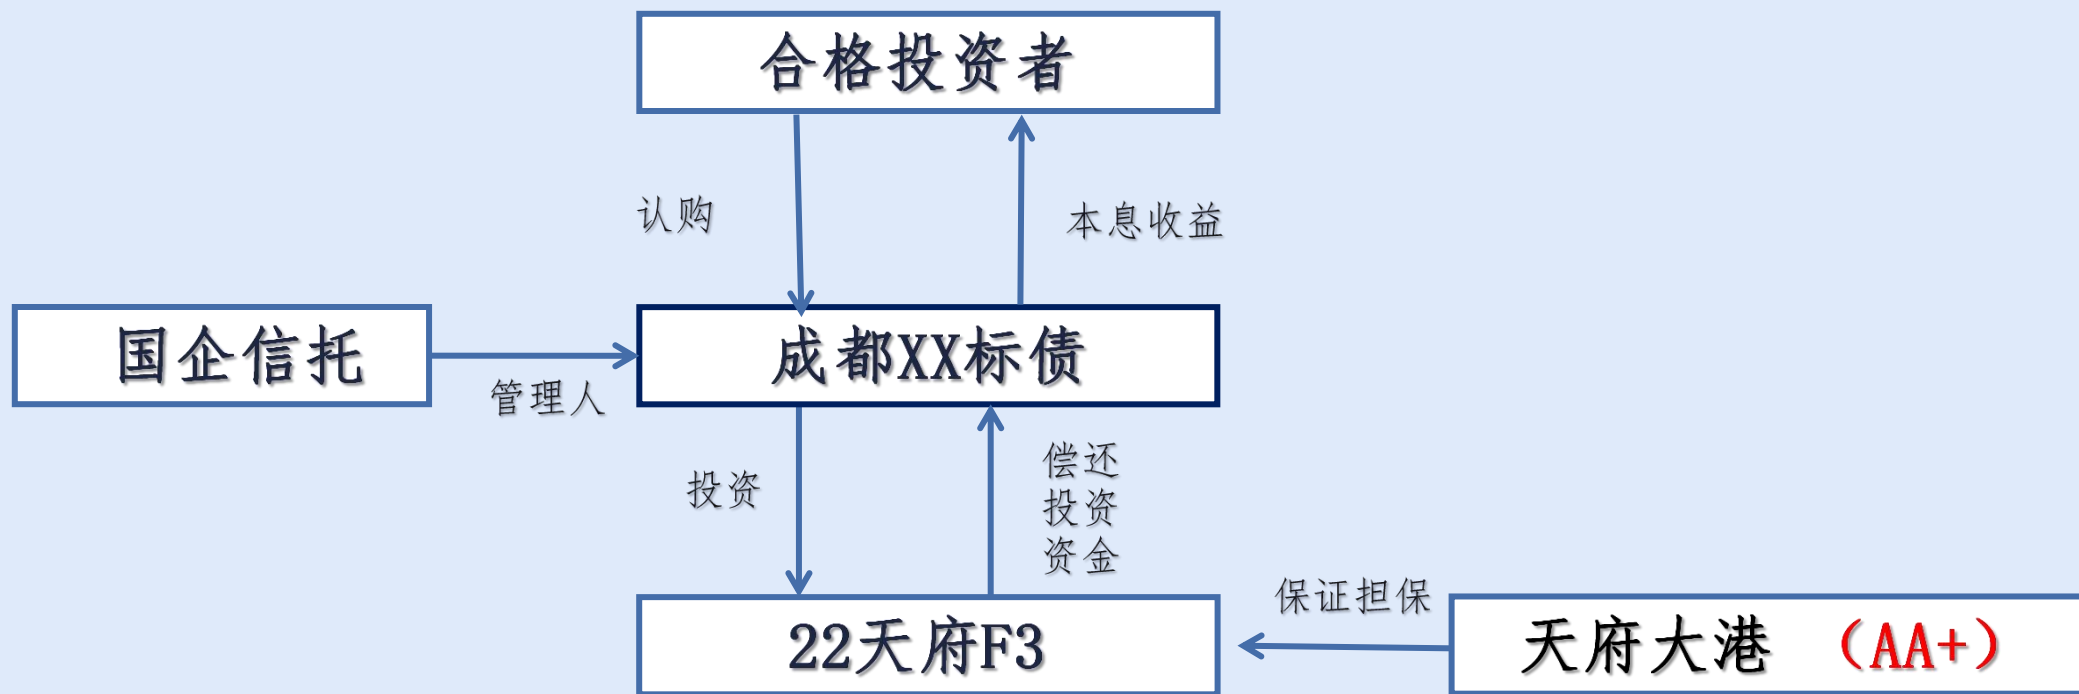 合格投资者
认购
本息收益
国企信托
管理人
成都XX标债
投资
偿还
投资
资金
保证担保
22天府F3
天府大港 （AA+）